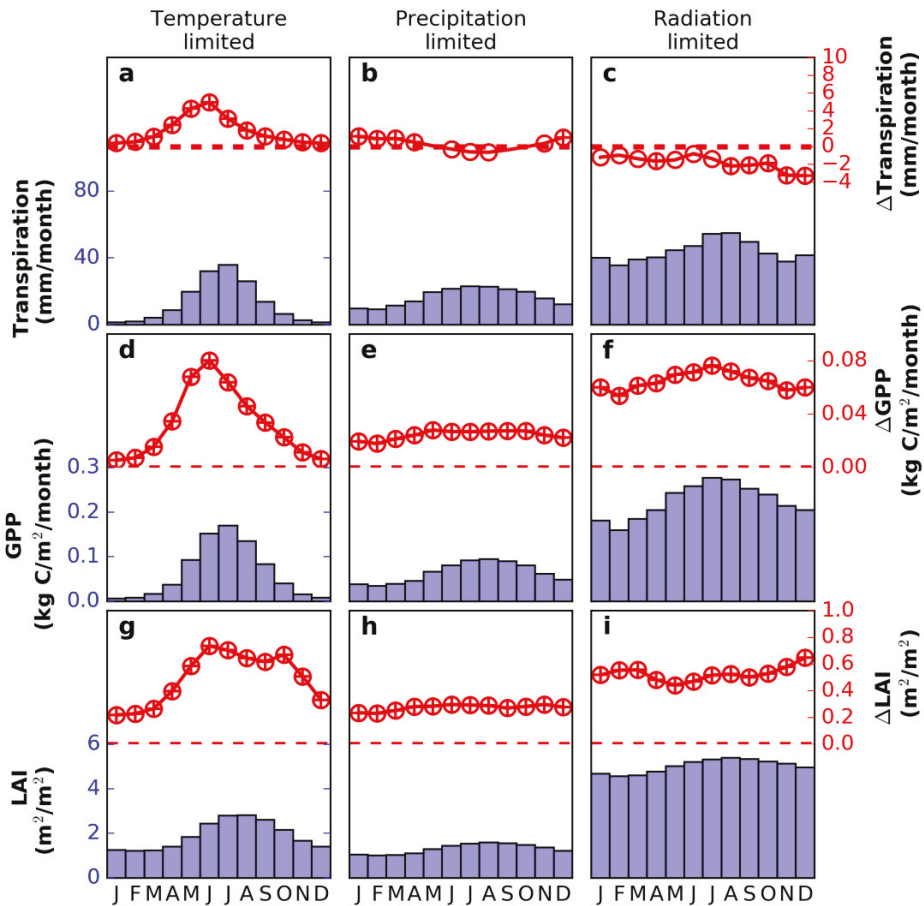 Temperature
limited
Precipitation
limited
Radiation
limited
a
b
c
Transpiration
(mm/month)
80
40
0
10
8
6
4
2
0
−2
−4
ΔTranspiration
(mm/month)
d
e
f
GPP
(kg C/m²/month)
0.3
0.2
0.1
0.0
0.08
0.04
0.00
ΔGPP
(kg C/m²/month)
g
h
i
LAI
(m²/m²)
6
4
2
0
1.0
0.8
0.6
0.4
0.2
0.0
ΔLAI
(m²/m²)
J F M A M J J A S O N D
J F M A M J J A S O N D
J F M A M J J A S O N D